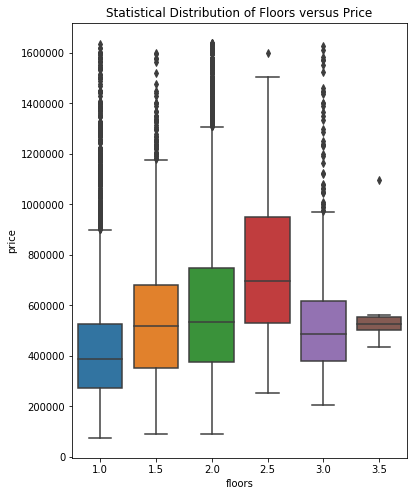 Statistical Distribution of Floors versus Price
price
1600000
1400000
1200000
1000000
800000
600000
400000
200000
0
1.0 1.5 2.0 2.5 3.0 3.5
floors